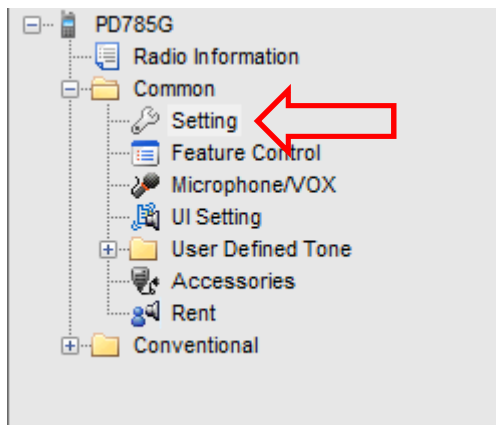 PD785G
Radio Information
Common
Setting
Feature Control
Microphone/VOX
UI Setting
User Defined Tone
Accessories
Rent
Conventional